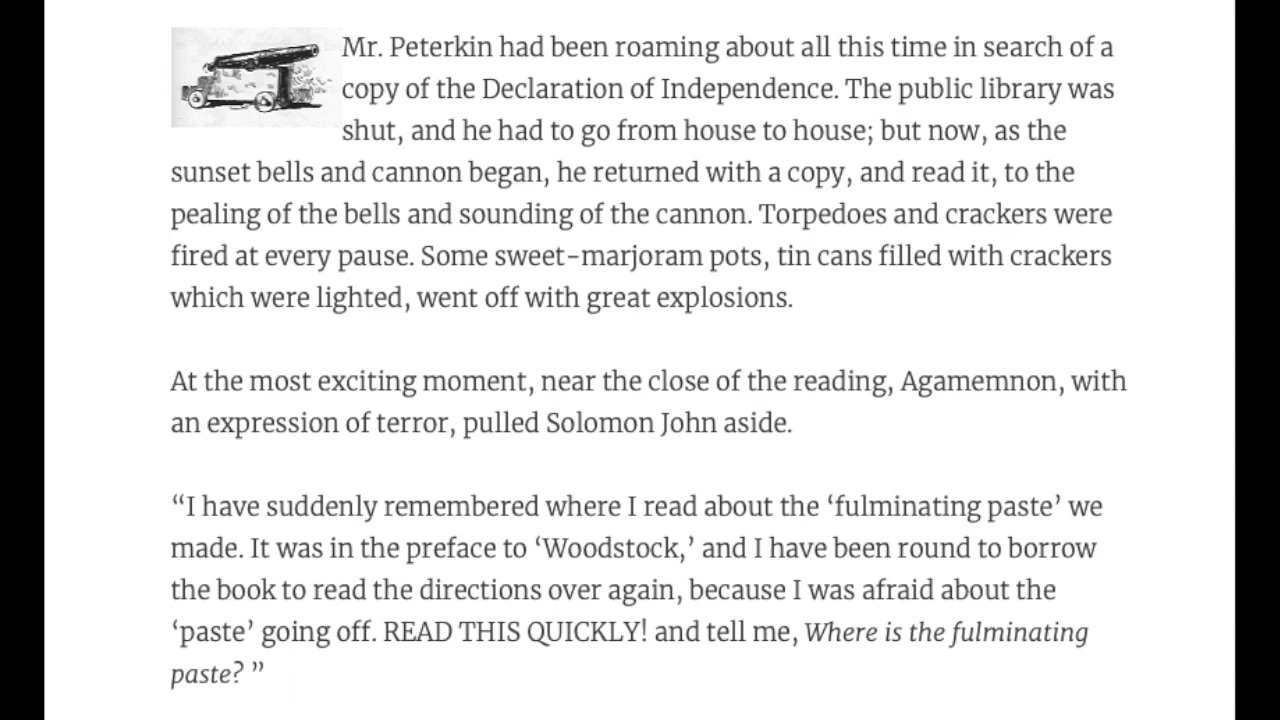 Mr. Peterkin had been roaming about all this time in search of a
copy of the Declaration of Independence. The public library was
shut, and he had to go from house to house; but now, as the
sunset bells and cannon began, he returned with a copy, and read it, to the
pealing of the bells and sounding of the cannon. Torpedoes and crackers were
fired at every pause. Some sweet-marjoram pots, tin cans filled with crackers
which were lighted, went off with great explosions.
At the most exciting moment, near the close of the reading, Agamemnon, with
an expression of terror, pulled Solomon John aside.
“I have suddenly remembered where I read about the ‘fulminating paste’ we
made. It was in the preface to ‘Woodstock,’ and I have been round to borrow
the book to read the directions over again, because I was afraid about the
‘paste’ going off. READ THIS QUICKLY! and tell me, Where is the fulminating
paste? ”